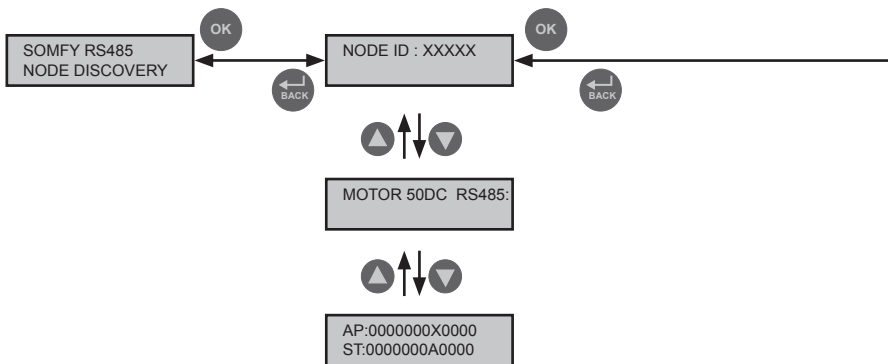 OK
OK
SOMFY RS485
NODE DISCOVERY
NODE ID : XXXXX
BACK
BACK
MOTOR 50DC  RS485:
AP:0000000X0000
ST:0000000A0000